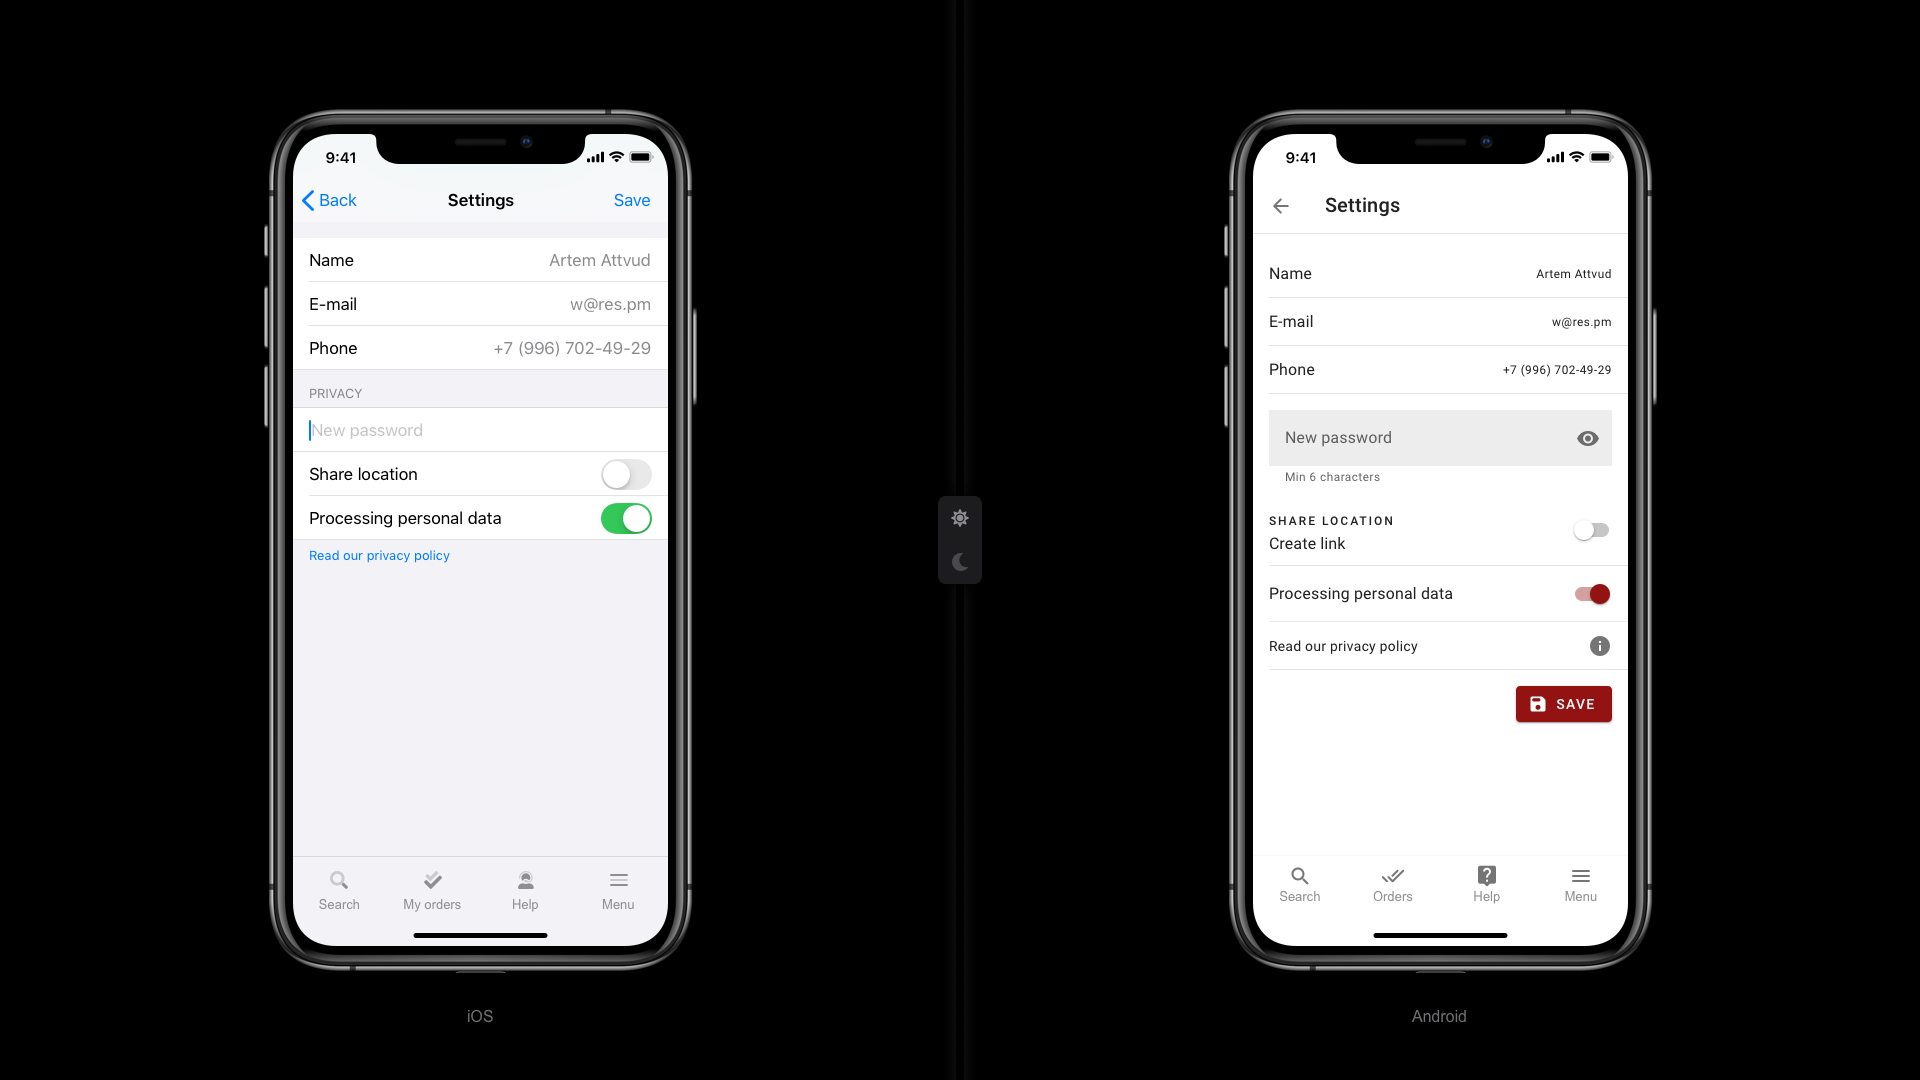 9:41
Back Settings Save
Name Artem Attvud
E-mail w@res.pm
Phone +7 (996) 702-49-29
PRIVACY
New password
Share location
Processing personal data
Read our privacy policy
Search My orders Help Menu
iOS
9:41
Settings
Name Artem Attvud
E-mail w@res.pm
Phone +7 (996) 702-49-29
New password
Min 6 characters
SHARE LOCATION
Create link
Processing personal data
Read our privacy policy
SAVE
Search Orders Help Menu
Android